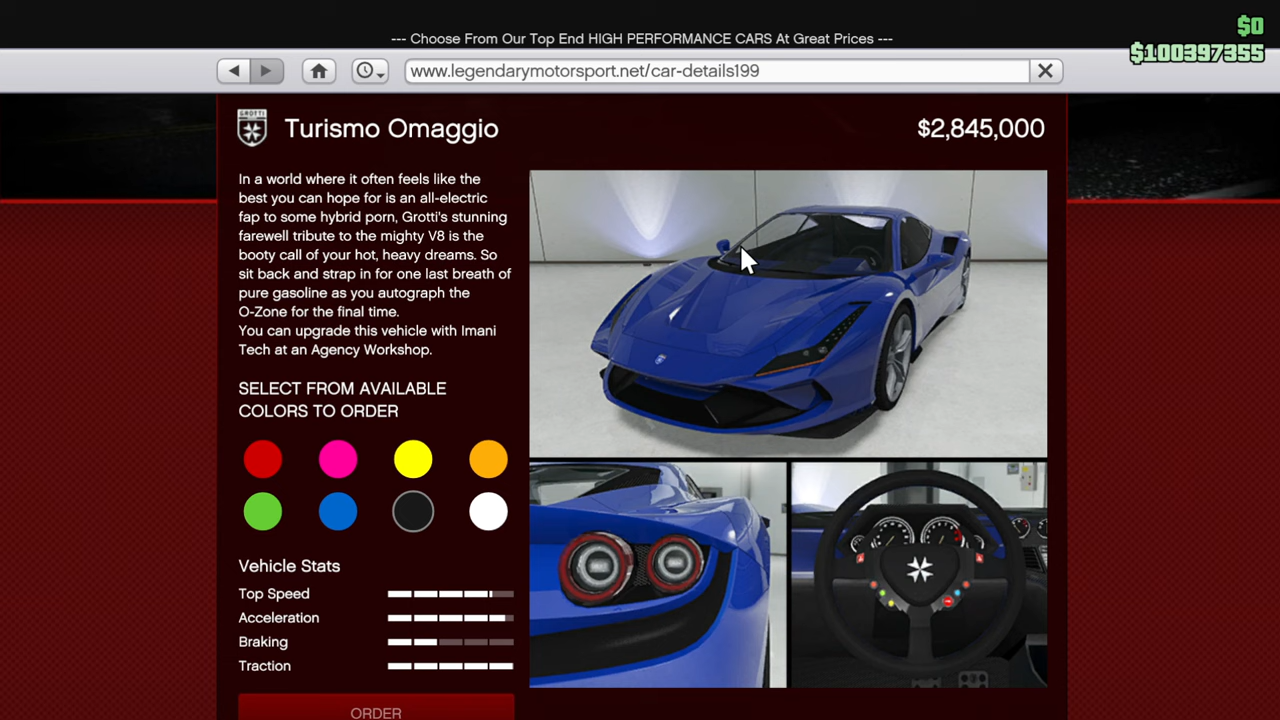 --- Choose From Our Top End HIGH PERFORMANCE CARS At Great Prices ---
$0
$100397355
www.legendarymotorsport.net/car-details199
GROTTI
Turismo Omaggio
$2,845,000
In a world where it often feels like the
best you can hope for is an all-electric
fap to some hybrid porn, Grotti's stunning
farewell tribute to the mighty V8 is the
booty call of your hot, heavy dreams. So
sit back and strap in for one last breath of
pure gasoline as you autograph the
O-Zone for the final time.
You can upgrade this vehicle with Imani
Tech at an Agency Workshop.
SELECT FROM AVAILABLE
COLORS TO ORDER
Vehicle Stats
Top Speed
Acceleration
Braking
Traction
ORDER